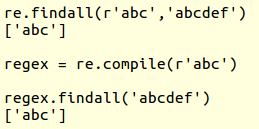 re.findall(r'abc','abcdef')
['abc']
regex = re.compile(r'abc')
regex.findall('abcdef')
['abc']